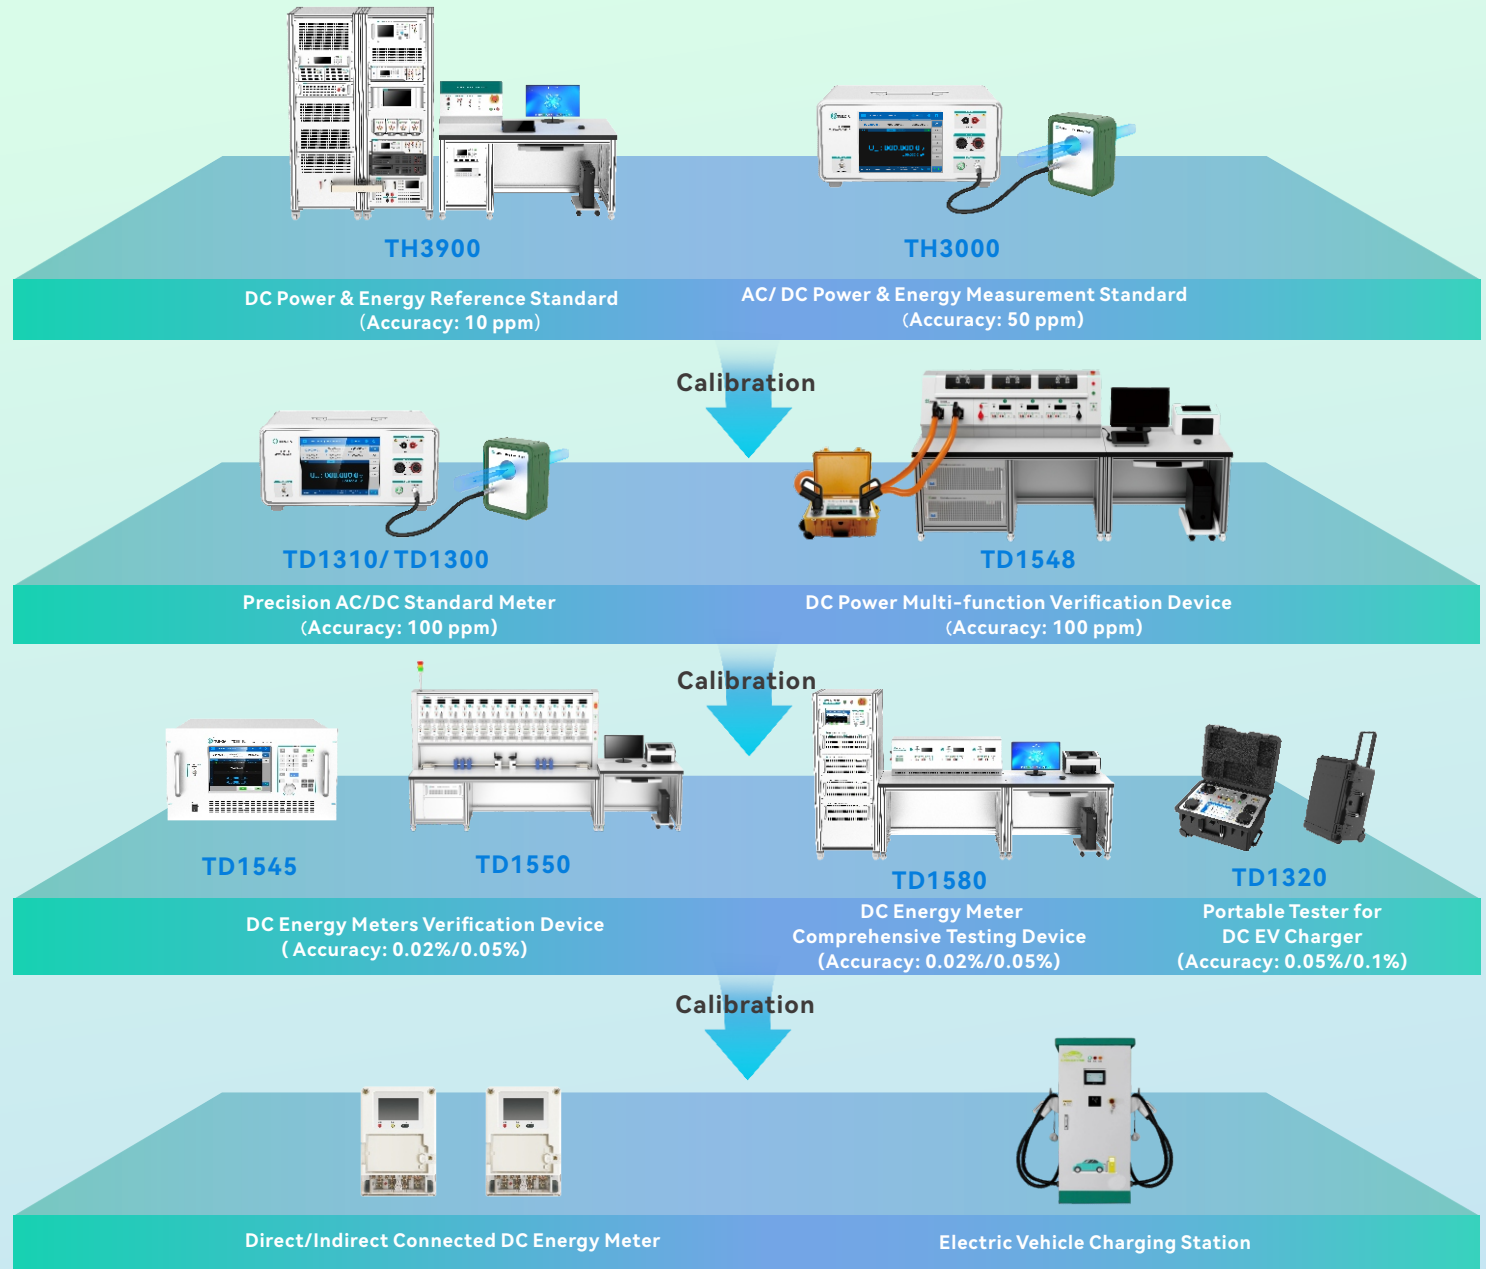 TH3900
TH3000
DC Power & Energy Reference Standard
(Accuracy: 10 ppm)
AC/ DC Power & Energy Measurement Standard
(Accuracy: 50 ppm)
Calibration
TD1310/ TD1300
TD1548
Precision AC/DC Standard Meter
(Accuracy: 100 ppm)
DC Power Multi-function Verification Device
(Accuracy: 100 ppm)
Calibration
TD1545
TD1550
TD1580
TD1320
DC Energy Meters Verification Device
( Accuracy: 0.02%/0.05%)
DC Energy Meter
Comprehensive Testing Device
(Accuracy: 0.02%/0.05%)
Portable Tester for
DC EV Charger
(Accuracy: 0.05%/0.1%)
Calibration
Direct/Indirect Connected DC Energy Meter
Electric Vehicle Charging Station